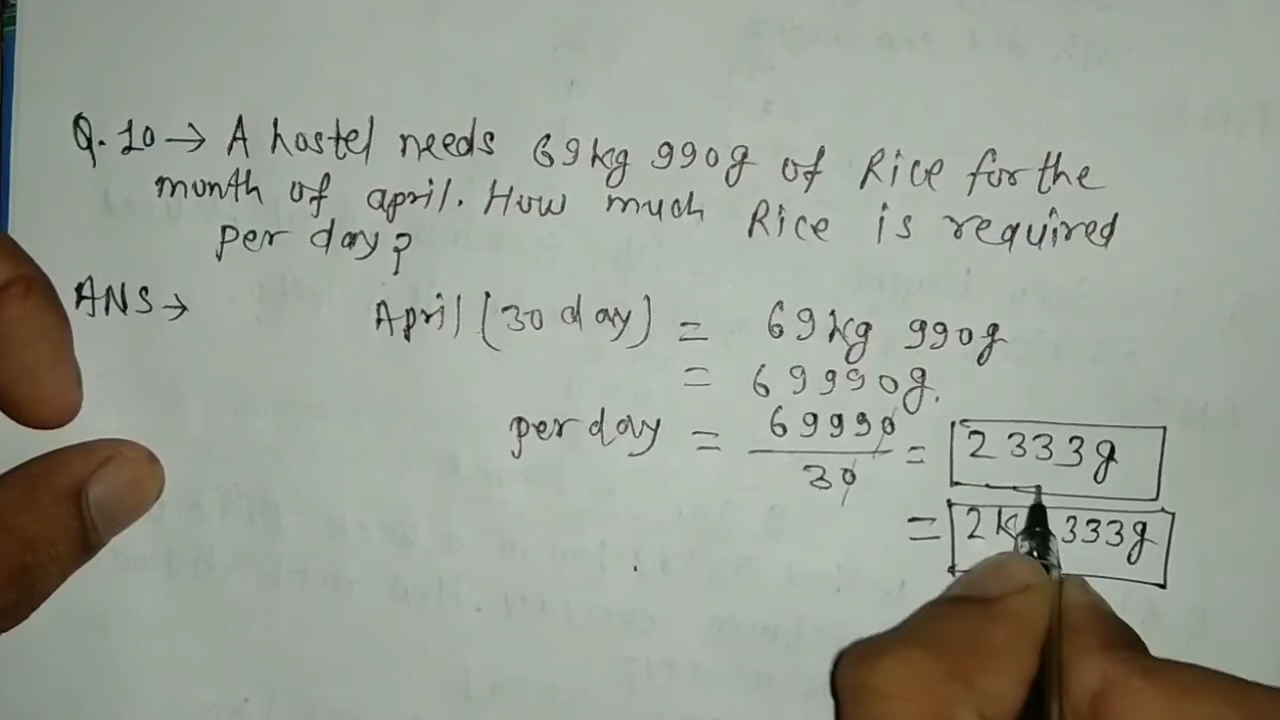 Q.10→ A hostel needs 69kg 990g of Rice for the
month of april. How much Rice is required
per day?
ANS→ April (30 day) = 69kg 990g
= 69990g.
per day = 69990/30 = 2333g
= 2 333g